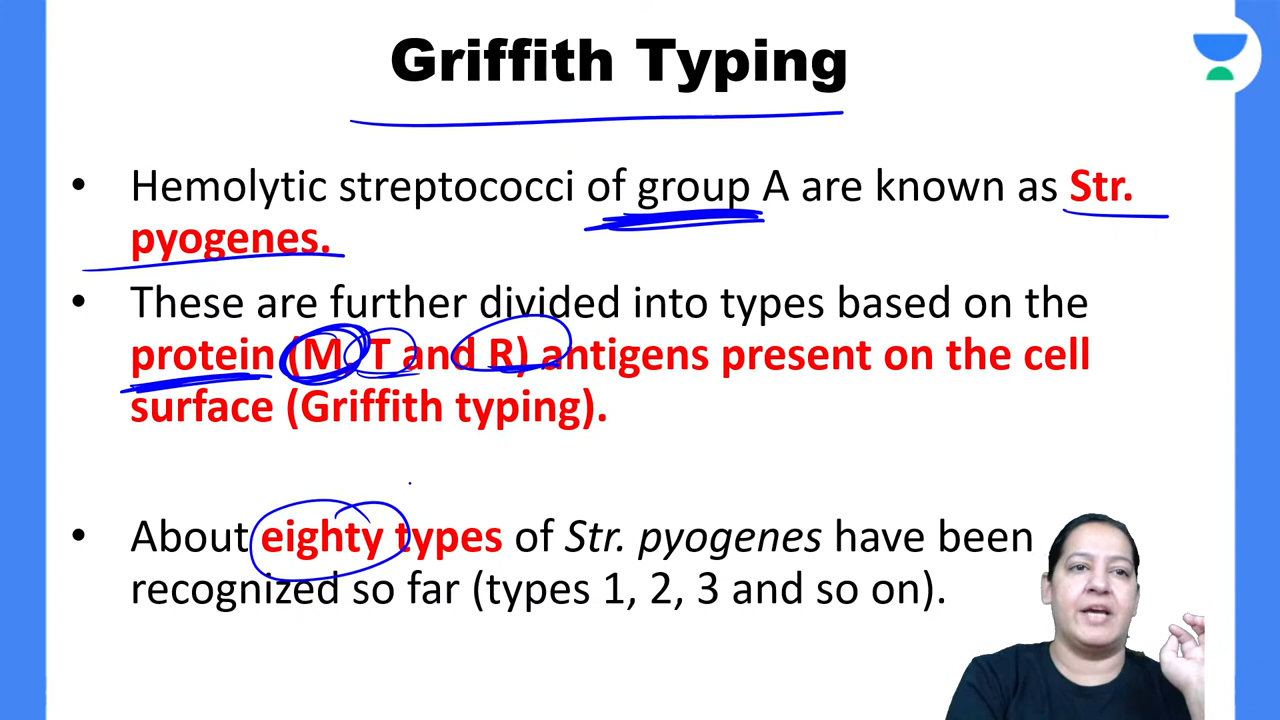 Griffith Typing
• Hemolytic streptococci of group A are known as Str.
pyogenes.
• These are further divided into types based on the
protein (M, T and R) antigens present on the cell
surface (Griffith typing).
• About eighty types of Str. pyogenes have been
recognized so far (types 1, 2, 3 and so on).